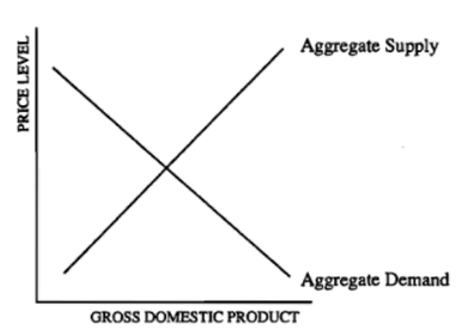 Aggregate Supply
PRICE LEVEL
Aggregate Demand
GROSS DOMESTIC PRODUCT